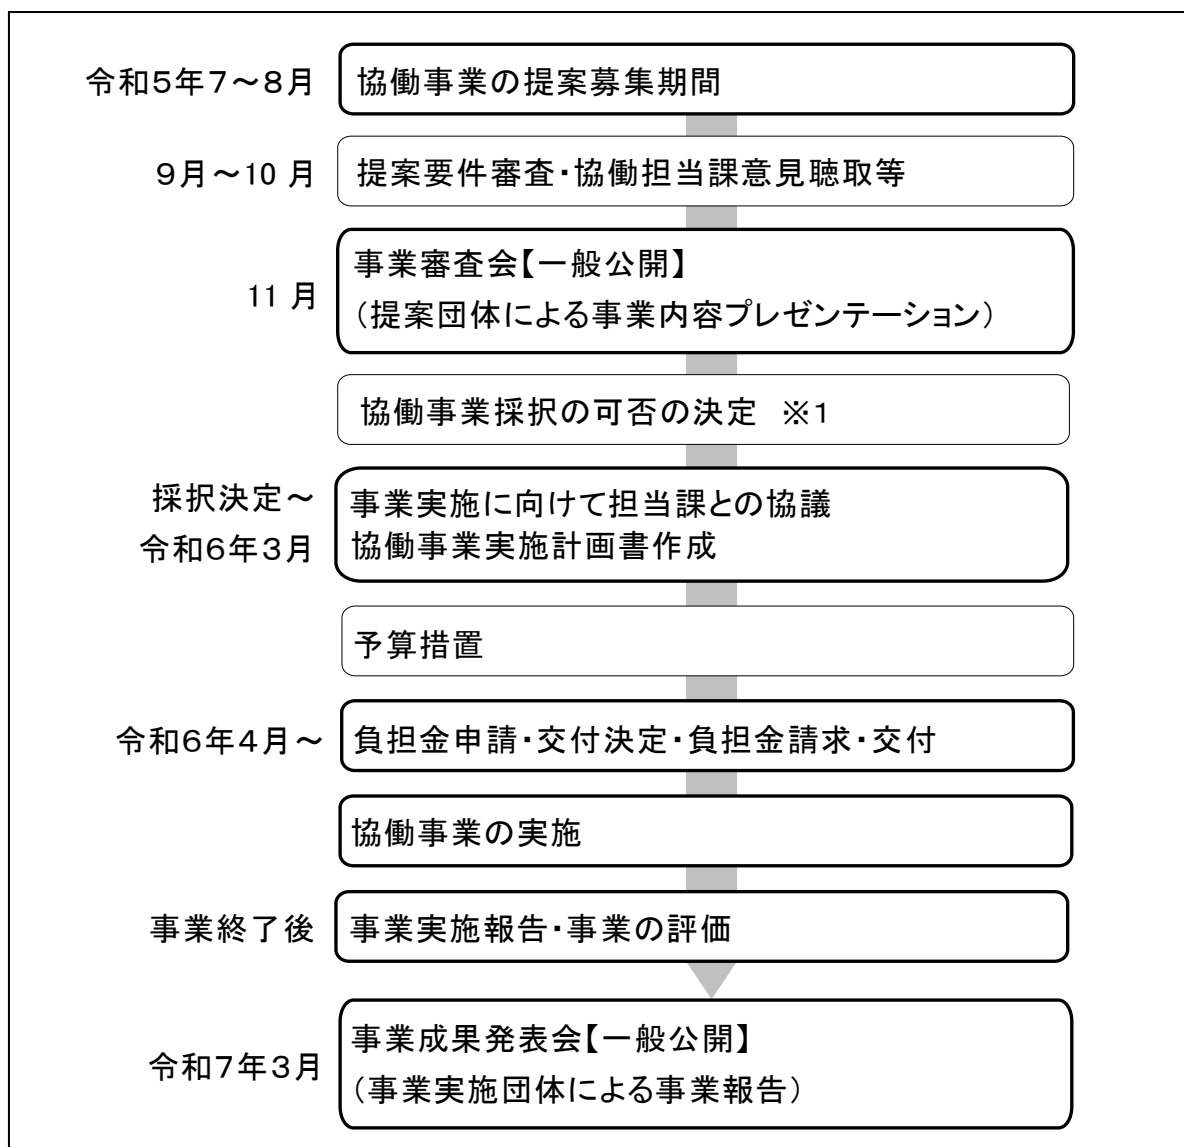 令和5年7~8月 協働事業の提案募集期間
9月~10月 提案要件審査・協働担当課意見聴取等
事業審査会【一般公開】
11月
(提案団体による事業内容プレゼンテーション)
協働事業採択の可否の決定 ※1
採択決定~
令和6年3月
事業実施に向けて担当課との協議
協働事業実施計画書作成
予算措置
令和6年4月~ 負担金申請・交付決定・負担金請求・交付
協働事業の実施
事業終了後 事業実施報告・事業の評価
事業成果発表会【一般公開】
令和7年3月
(事業実施団体による事業報告)